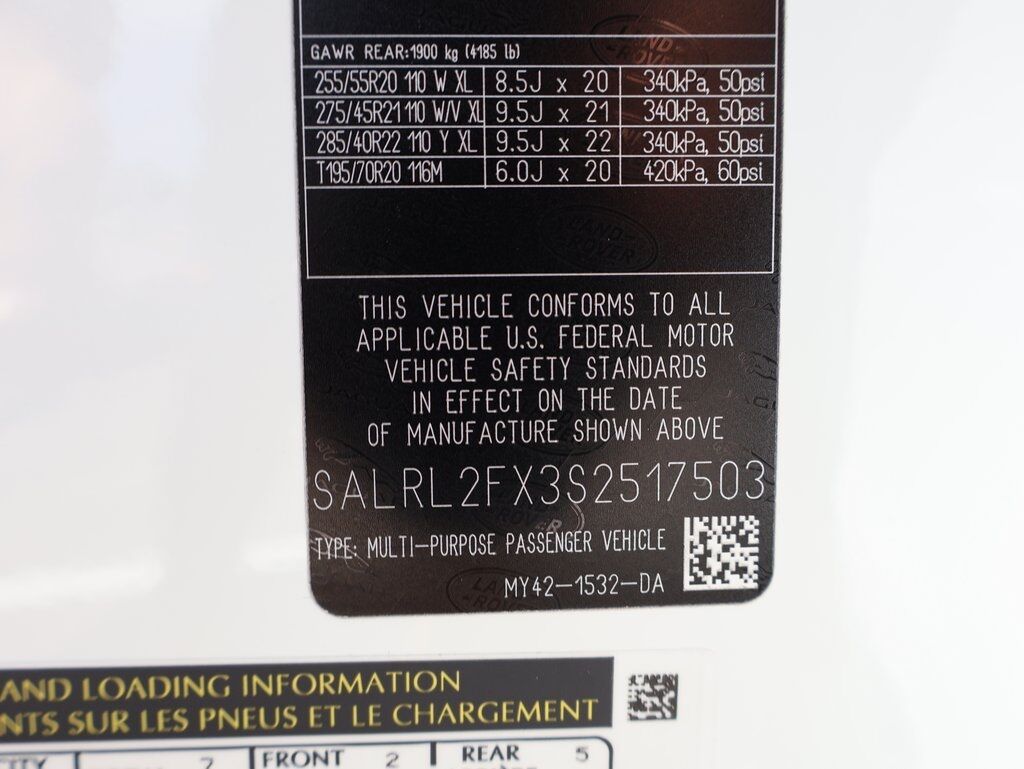 GAWR REAR:1900 kg (4185 lb)
255/55R20 110 W XL 8.5J x 20 340kPa, 50psi
275/45R21 110 W/V XL 9.5J x 21 340kPa, 50psi
285/40R22 110 Y XL 9.5J x 22 340kPa, 50psi
T195/70R20 116M 6.0J x 20 420kPa, 60psi
THIS VEHICLE CONFORMS TO ALL
APPLICABLE U.S. FEDERAL MOTOR
VEHICLE SAFETY STANDARDS
IN EFFECT ON THE DATE
OF MANUFACTURE SHOWN ABOVE
SALRL2FX3S2517503
TYPE: MULTI-PURPOSE PASSENGER VEHICLE
MY42-1532-DA
AND LOADING INFORMATION
NTS SUR LES PNEUS ET LE CHARGEMENT
7 FRONT 2 REAR 5